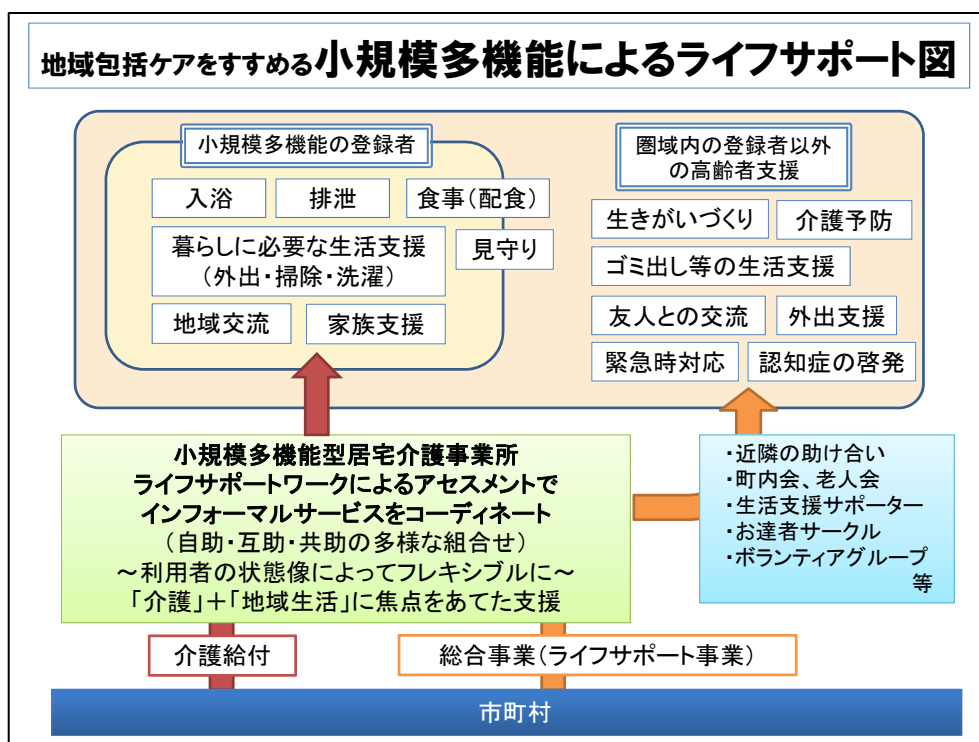 地域包括ケアをすすめる小規模多機能によるライフサポート図
小規模多機能の登録者
入浴
排泄
食事(配食)
暮らしに必要な生活支援
(外出・掃除・洗濯)
見守り
地域交流
家族支援
圏域内の登録者以外
の高齢者支援
生きがいづくり
介護予防
ゴミ出し等の生活支援
友人との交流
外出支援
緊急時対応
認知症の啓発
小規模多機能型居宅介護事業所
ライフサポートワークによるアセスメントで
インフォーマルサービスをコーディネート
(自助・互助・共助の多様な組合せ)
～利用者の状態像によってフレキシブルに～
「介護」＋「地域生活」に焦点をあてた支援
・近隣の助け合い
・町内会、老人会
・生活支援サポーター
・お達者サークル
・ボランティアグループ
等
介護給付
総合事業(ライフサポート事業)
市町村